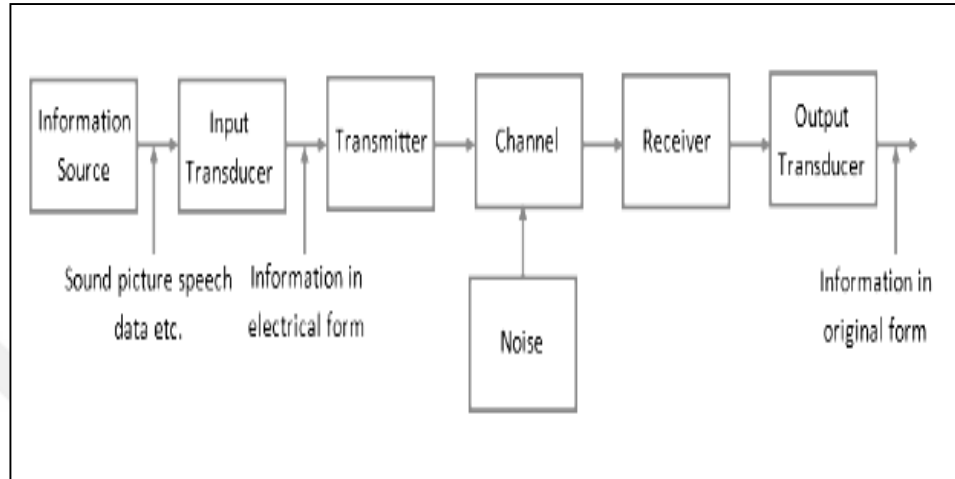 Information
Source
Input
Transducer
Transmitter
Channel
Receiver
Output
Transducer
Sound picture speech
data etc.
Information in
electrical form
Noise
Information in
original form